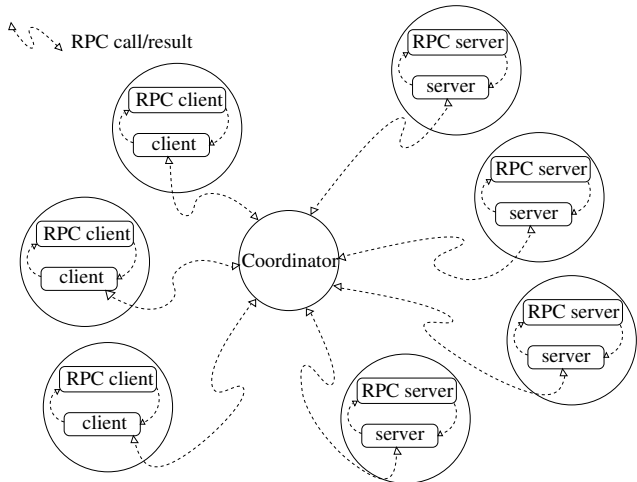 RPC call/result
RPC server
server
RPC client
client
RPC server
server
RPC client
client
Coordinator
RPC server
server
RPC client
client
RPC server
server